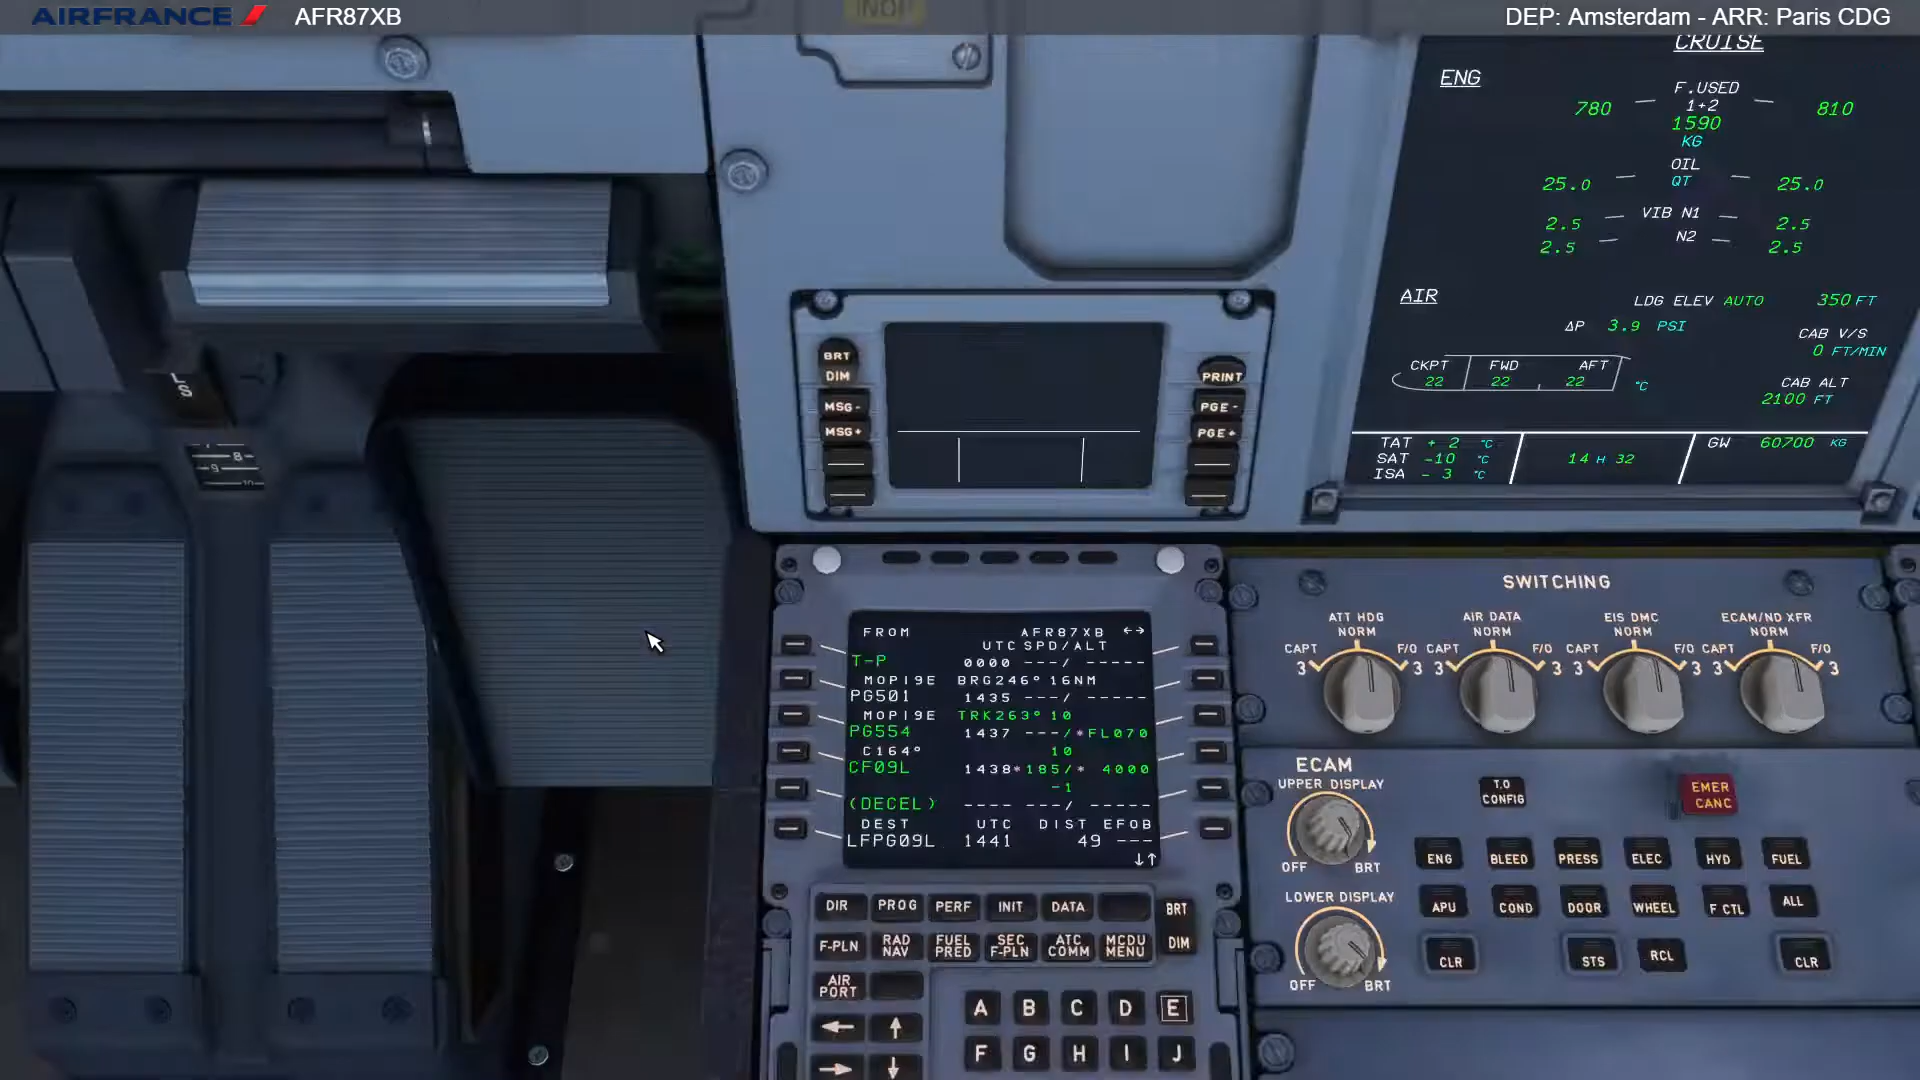 AIRFRANCE AFR87XB
DEP: Amsterdam - ARR: Paris CDG
CRUISE
ENG
F.USED
780 1+2 810
1590
KG
OIL
25.0 QT 25.0
VIB N1
2.5 2.5
N2
2.5 2.5
AIR
LDG ELEV AUTO 350 FT
ΔP 3.9 PSI
CAB V/S
0 FT/MIN
CKPT FWD AFT
22 22 22 °C
CAB ALT
2100 FT
TAT + 2 °C
SAT -10 °C
ISA - 3 °C
14 H 32
GW 60700 KG
BRT
DIM
MSG-
MSG+
PRINT
PGE-
PGE+
LS
8
9
10
FROM AFR87XB ↔
UTC SPD/ALT
T-P 0000 ---/ -----
MOPI9E BRG246° 16NM
PG501 1435 ---/ -----
MOPI9E TRK263° 10
PG554 1437 ---/*FL070
C164° 10
CF09L 1438*185/* 4000
-1
(DECEL) ---- ---/ -----
DEST UTC DIST EFOB
LFPG09L 1441 49 ---
↓↑
DIR PROG PERF INIT DATA
BRT
DIM
F-PLN RAD NAV FUEL PRED SEC F-PLN ATC COMM MCDU MENU
AIR PORT
← ↑
→ ↓
A B C D E
F G H I J
SWITCHING
ATT HDG
NORM
CAPT F/O
3 3
AIR DATA
NORM
CAPT F/O
3 3
EIS DMC
NORM
CAPT F/O
3 3
ECAM/ND XFR
NORM
CAPT F/O
3 3
ECAM
UPPER DISPLAY
OFF BRT
LOWER DISPLAY
OFF BRT
T.O
CONFIG
EMER
CANC
ENG BLEED PRESS ELEC HYD FUEL
APU COND DOOR WHEEL F CTL ALL
CLR STS RCL CLR